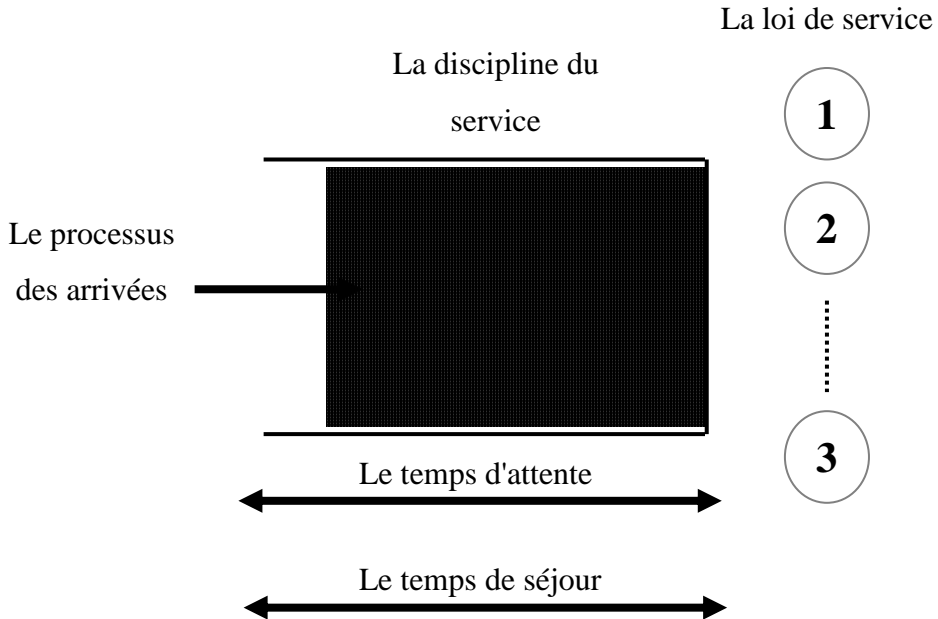 La loi de service
La discipline du
service
1
2
Le processus
des arrivées
3
Le temps d'attente
Le temps de séjour